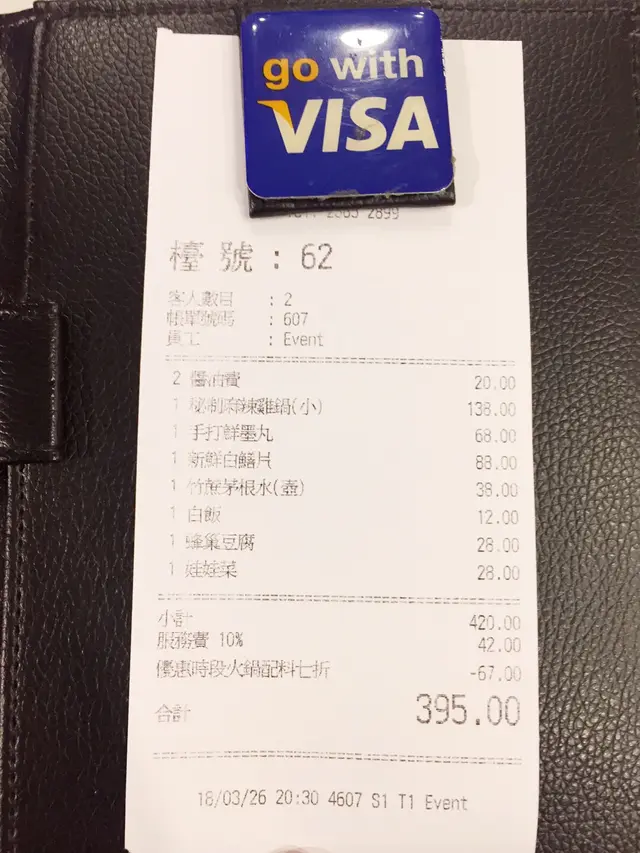 go with
VISA
2899
檯號 : 62
客人數目 : 2
帳單號碼 : 607
員工 : Event
2 醬油費 20.00
1 秘制麻辣雞鍋(小) 138.00
1 手打鮮墨丸 68.00
1 新鮮白鱔片 88.00
1 竹蔗茅根水(壺) 38.00
1 白飯 12.00
1 蜂巢豆腐 28.00
1 娃娃菜 28.00
小計 420.00
服務費 10% 42.00
優惠時段火鍋配料七折 -67.00
合計 395.00
18/03/26 20:30 4607 S1 T1 Event